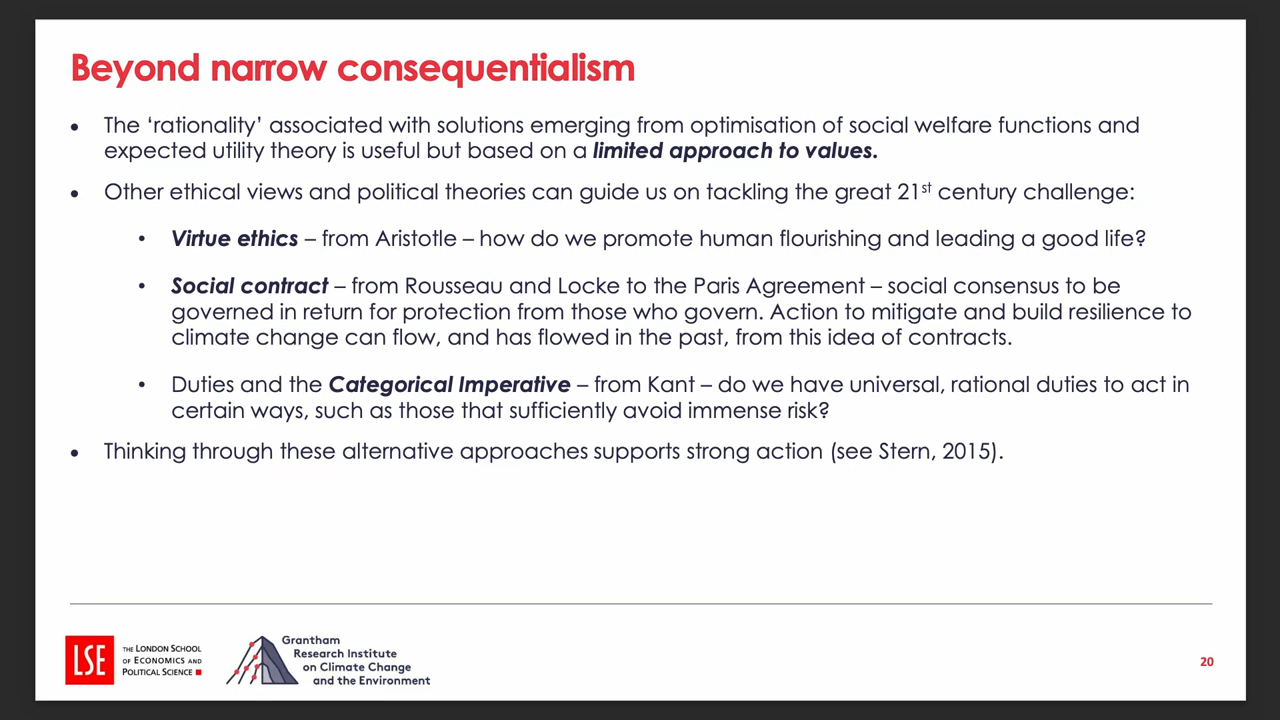 Beyond narrow consequentialism
• The ‘rationality’ associated with solutions emerging from optimisation of social welfare functions and
expected utility theory is useful but based on a limited approach to values.
• Other ethical views and political theories can guide us on tackling the great 21st century challenge:
• Virtue ethics – from Aristotle – how do we promote human flourishing and leading a good life?
• Social contract – from Rousseau and Locke to the Paris Agreement – social consensus to be
governed in return for protection from those who govern. Action to mitigate and build resilience to
climate change can flow, and has flowed in the past, from this idea of contracts.
• Duties and the Categorical Imperative – from Kant – do we have universal, rational duties to act in
certain ways, such as those that sufficiently avoid immense risk?
• Thinking through these alternative approaches supports strong action (see Stern, 2015).
LSE
THE LONDON SCHOOL
OF ECONOMICS AND
POLITICAL SCIENCE
Grantham
Research Institute
on Climate Change
and the Environment
20